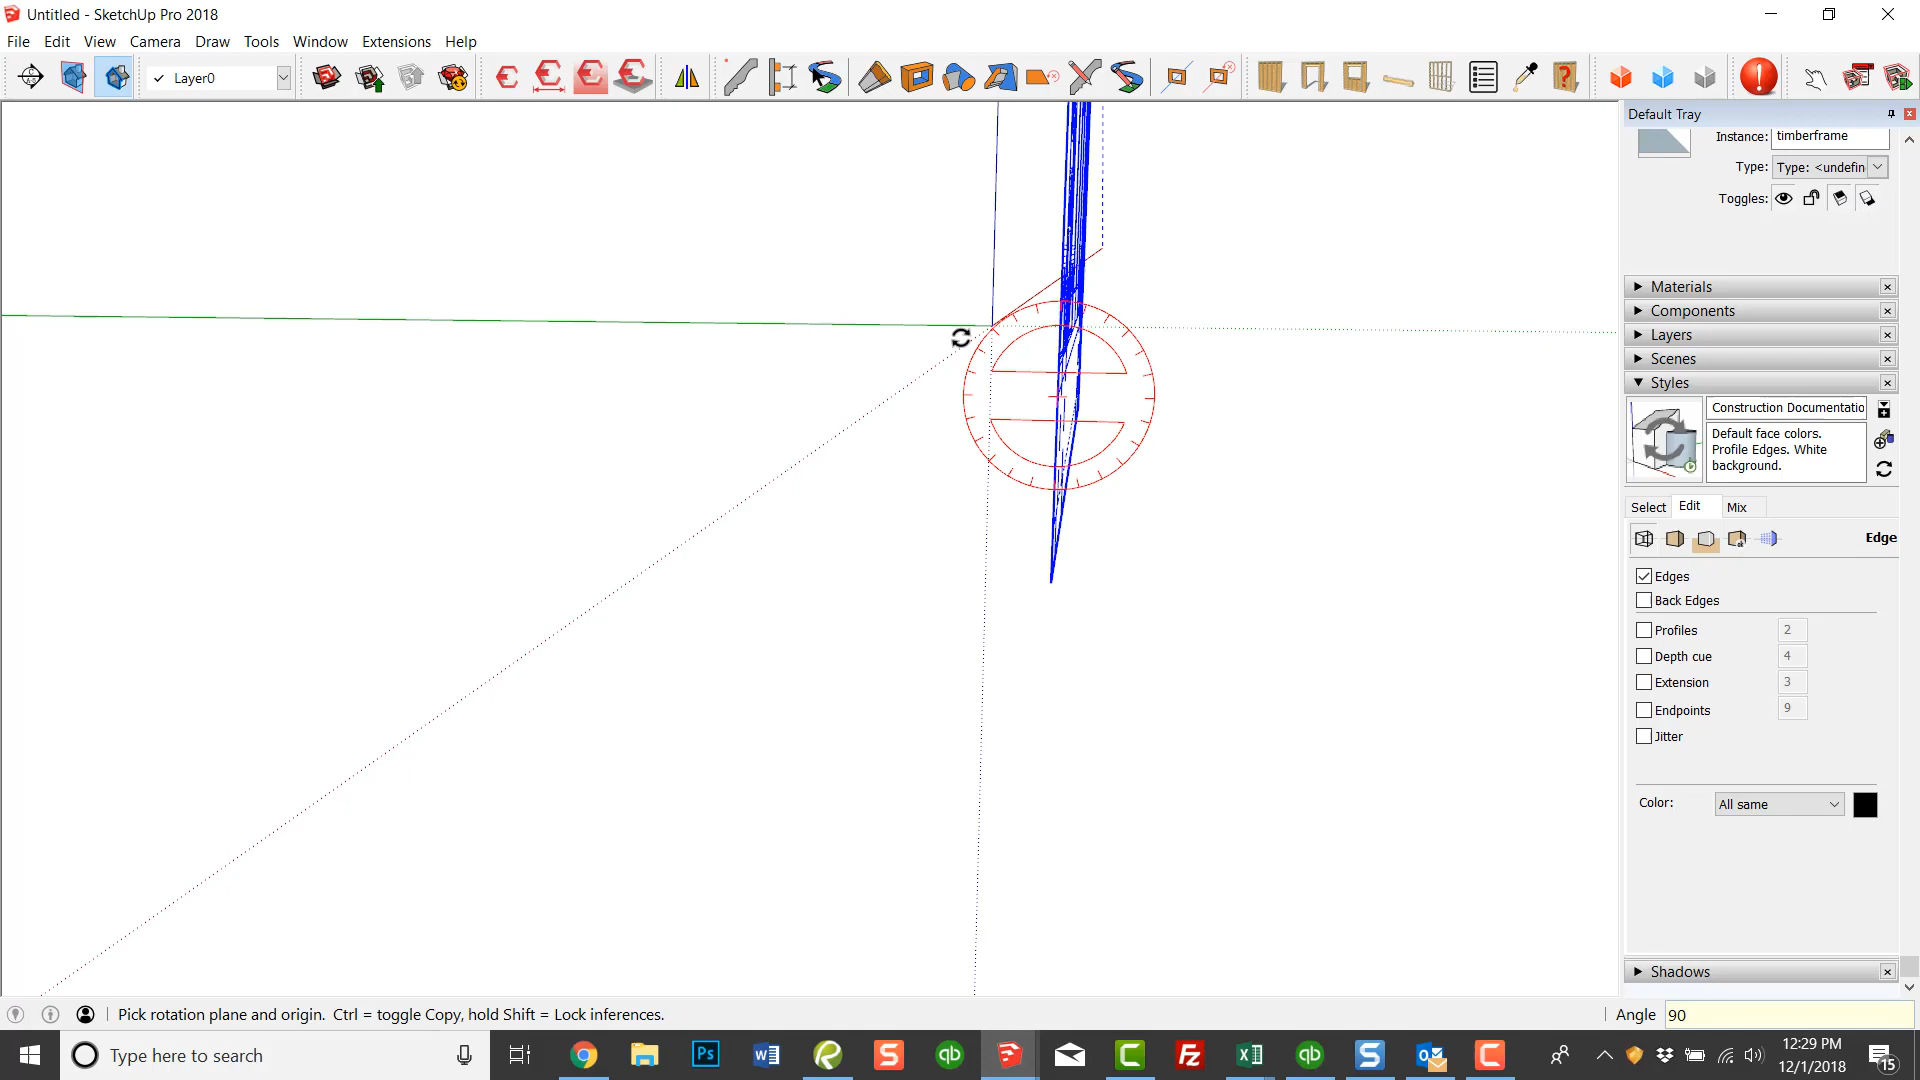 Untitled - SketchUp Pro 2018
File Edit View Camera Draw Tools Window Extensions Help
Layer0
Default Tray
Instance: timberframe
Type: Type: <undefin
Toggles:
Materials
Components
Layers
Scenes
Styles
Construction Documentatio
Default face colors.
Profile Edges. White
background.
Select Edit Mix
Edge
Edges
Back Edges
Profiles 2
Depth cue 4
Extension 3
Endpoints 9
Jitter
Color: All same
Shadows
Pick rotation plane and origin. Ctrl = toggle Copy, hold Shift = Lock inferences.
Angle 90
Type here to search
12:29 PM
12/1/2018
15